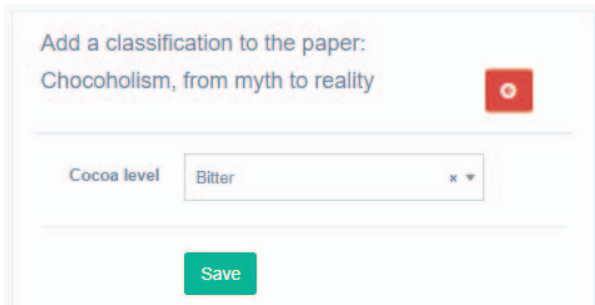 Add a classification to the paper:
Chocoholism, from myth to reality
Cocoa level
Bitter
Save